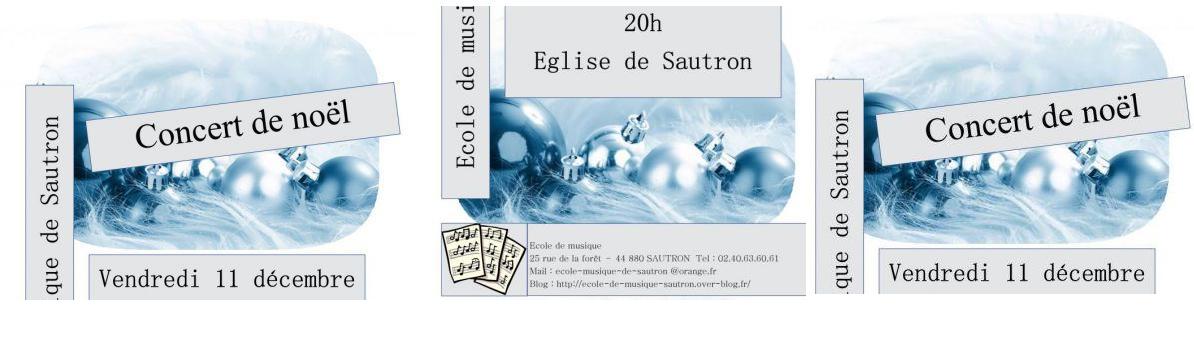 Concert de noël
que de Sautron
Vendredi 11 décembre
20h
Eglise de Sautron
Ecole de musi
Ecole de musique
25 rue de la forêt - 44 880 SAUTRON Tel : 02.40.63.60.61
Mail : ecole-musique-de-sautron @orange.fr
Blog : http://ecole-de-musique-sautron.over-blog.fr/
Concert de noël
que de Sautron
Vendredi 11 décembre